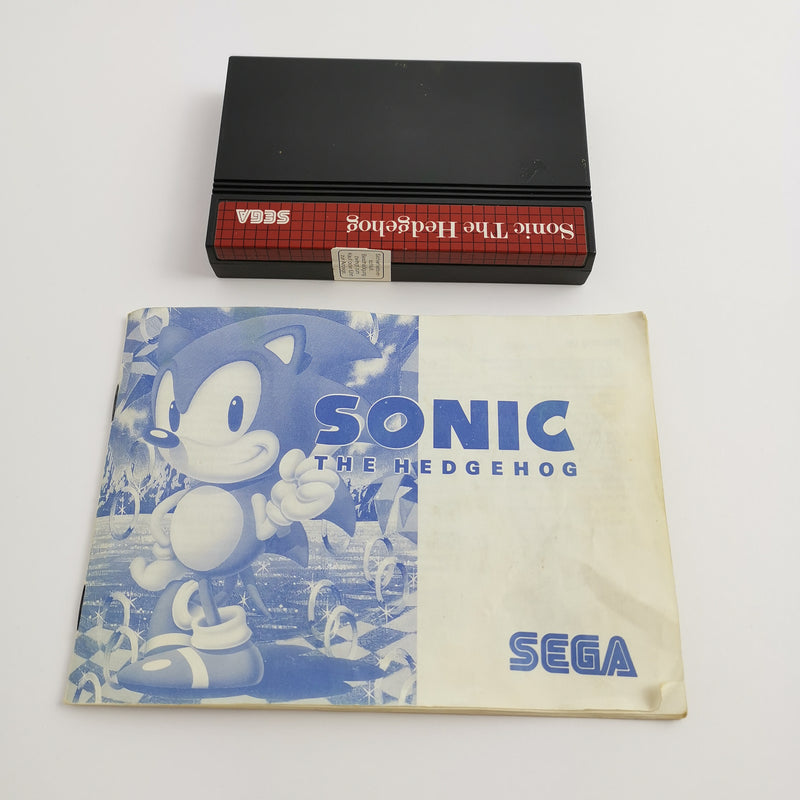 Sonic The Hedgehog
SEGA
SONIC
THE HEDGEHOG
SEGA